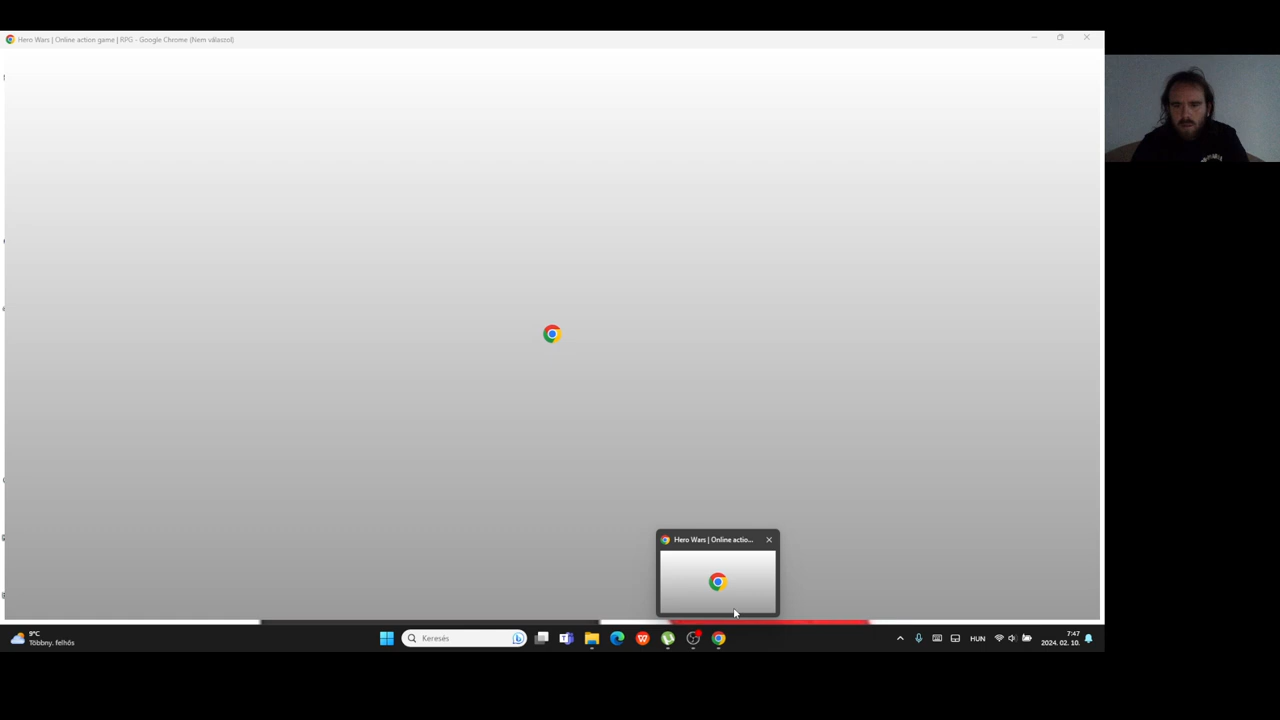 Hero Wars | Online action game | RPG - Google Chrome (Nem válaszol)
Hero Wars | Online actio...
9°C
Többny. felhős
Keresés
HUN
7:47
2024. 02. 10.